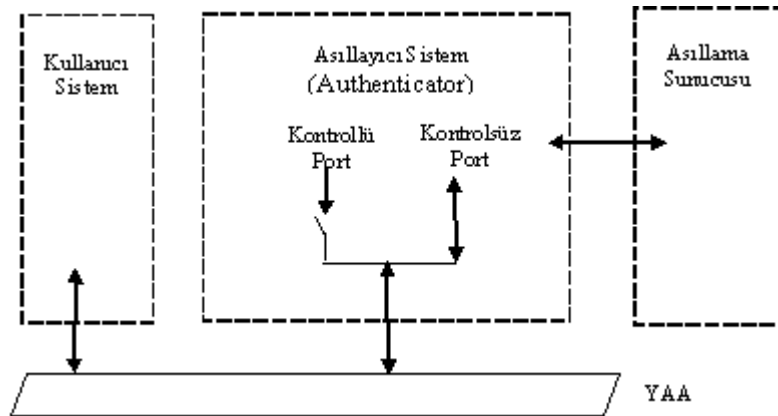 Kullanıcı
Sistem
Asıllayıcı Sistem
(Authenticator)
Asıllama
Sunucusu
Kontrollü
Port
Kontrolsüz
Port
YAA